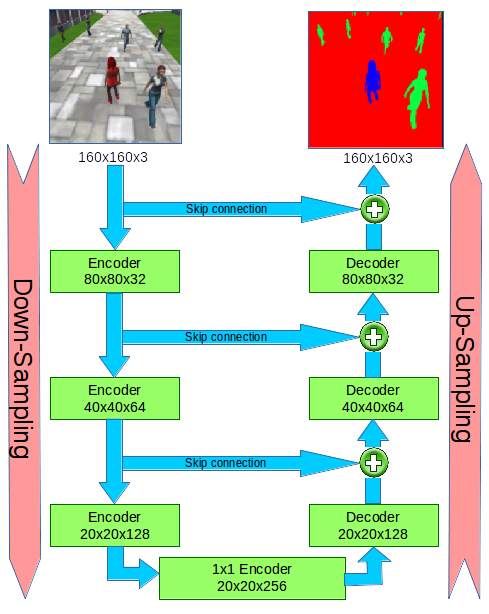 160x160x3
160x160x3
Skip connection
Encoder
80x80x32
Decoder
80x80x32
Skip connection
Encoder
40x40x64
Decoder
40x40x64
Skip connection
Encoder
20x20x128
Decoder
20x20x128
1x1 Encoder
20x20x256
Down-Sampling
Up-Sampling